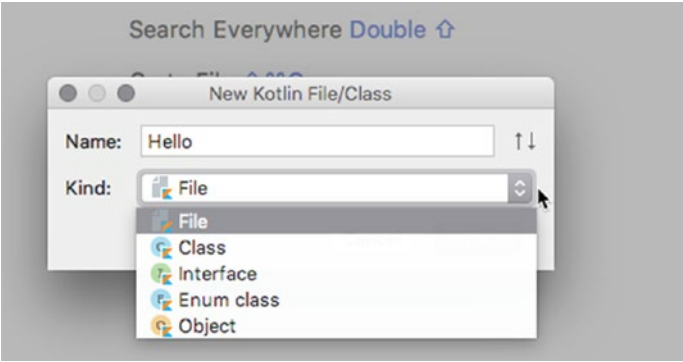 Search Everywhere Double ⇧
New Kotlin File/Class
Name: Hello ↑↓
Kind: File
File
Class
Interface
Enum class
Object